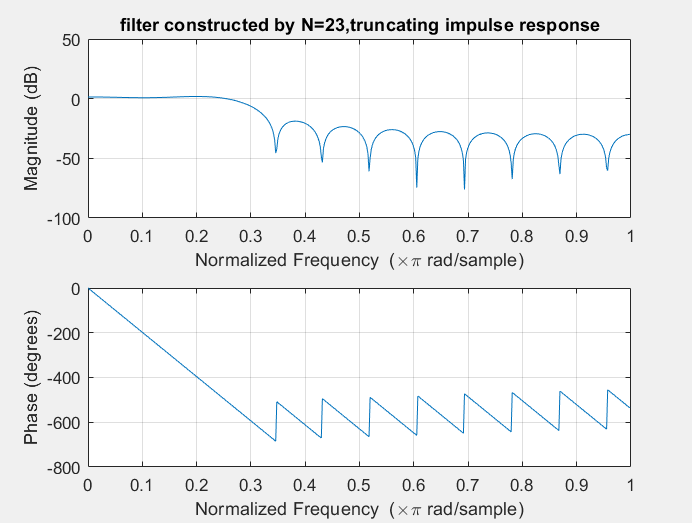 filter constructed by N=23,truncating impulse response
50
0
-50
-100
Magnitude (dB)
0 0.1 0.2 0.3 0.4 0.5 0.6 0.7 0.8 0.9 1
Normalized Frequency (×π rad/sample)
0
-200
-400
-600
-800
Phase (degrees)
0 0.1 0.2 0.3 0.4 0.5 0.6 0.7 0.8 0.9 1
Normalized Frequency (×π rad/sample)